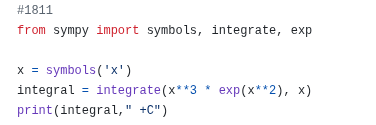 #1811
from sympy import symbols, integrate, exp
x = symbols('x')
integral = integrate(x**3 * exp(x**2), x)
print(integral," +C")